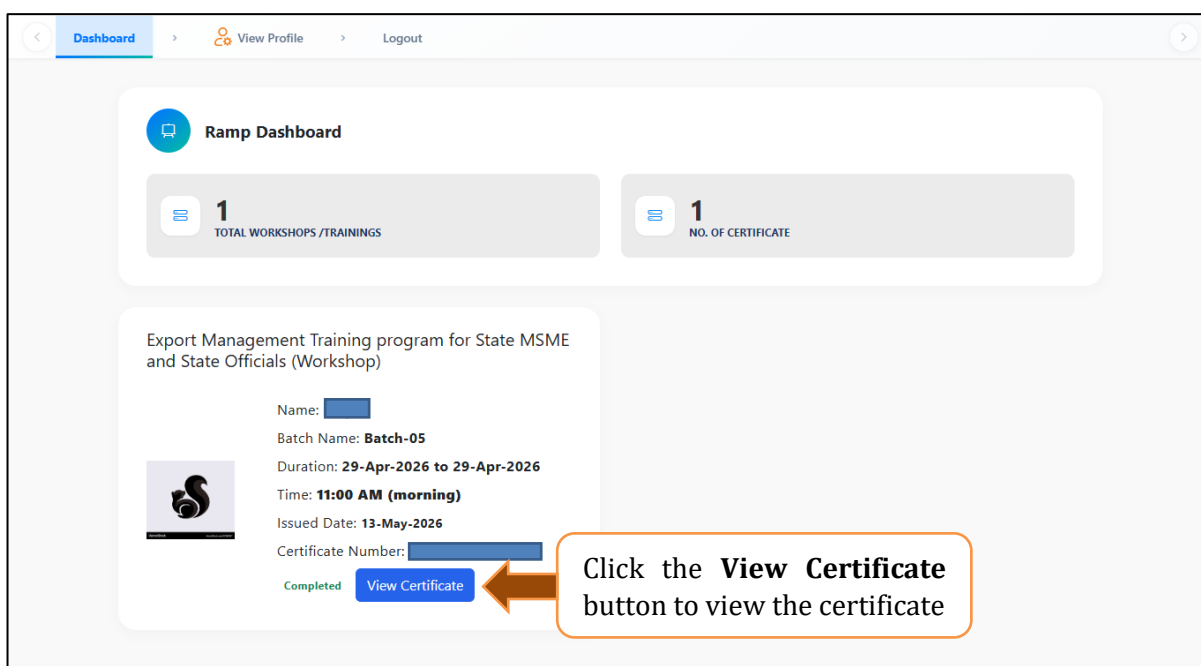 Dashboard > View Profile > Logout
Ramp Dashboard
1
TOTAL WORKSHOPS /TRAININGS
1
NO. OF CERTIFICATE
Export Management Training program for State MSME
and State Officials (Workshop)
Name:
Batch Name: Batch-05
Duration: 29-Apr-2026 to 29-Apr-2026
Time: 11:00 AM (morning)
Issued Date: 13-May-2026
Certificate Number:
Completed View Certificate
Click the View Certificate
button to view the certificate